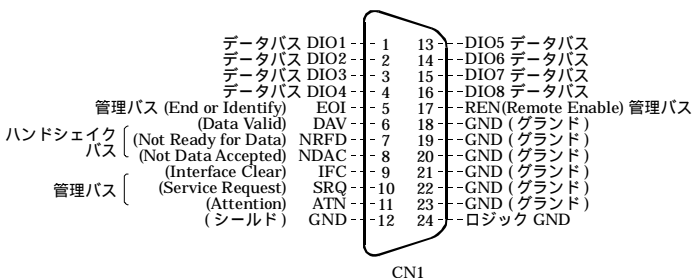 データバス DIO1 1 13 DIO5 データバス
データバス DIO2 2 14 DIO6 データバス
データバス DIO3 3 15 DIO7 データバス
データバス DIO4 4 16 DIO8 データバス
管理バス (End or Identify) EOI 5 17 REN(Remote Enable) 管理バス
(Data Valid) DAV 6 18 GND (グランド)
ハンドシェイクバス (Not Ready for Data) NRFD 7 19 GND (グランド)
(Not Data Accepted) NDAC 8 20 GND (グランド)
(Interface Clear) IFC 9 21 GND (グランド)
管理バス (Service Request) SRQ 10 22 GND (グランド)
(Attention) ATN 11 23 GND (グランド)
(シールド) GND 12 24 ロジック GND
CN1